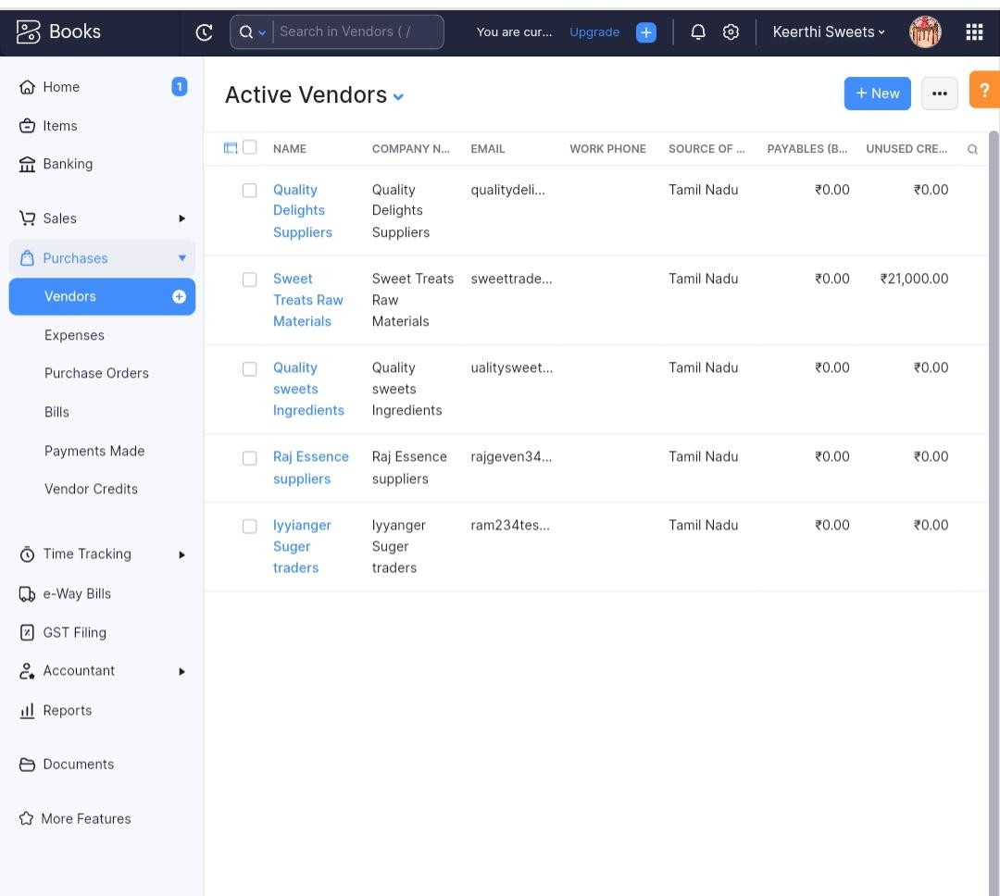 Books
Search in Vendors ( /
You are cur...
Upgrade
Keerthi Sweets
Home
1
Items
Banking
Sales
Purchases
Vendors
Expenses
Purchase Orders
Bills
Payments Made
Vendor Credits
Time Tracking
e-Way Bills
GST Filing
Accountant
Reports
Documents
More Features
Active Vendors
+ New
?
NAME COMPANY N... EMAIL WORK PHONE SOURCE OF ... PAYABLES (B... UNUSED CRE...
Quality Quality qualitydeli... Tamil Nadu ₹0.00 ₹0.00
Delights Delights
Suppliers Suppliers
Sweet Sweet Treats sweettrade... Tamil Nadu ₹0.00 ₹21,000.00
Treats Raw Raw
Materials Materials
Quality Quality ualitysweet... Tamil Nadu ₹0.00 ₹0.00
sweets sweets
Ingredients Ingredients
Raj Essence Raj Essence rajgeven34... Tamil Nadu ₹0.00 ₹0.00
suppliers suppliers
Iyyianger Iyyanger ram234tes... Tamil Nadu ₹0.00 ₹0.00
Suger Suger
traders traders